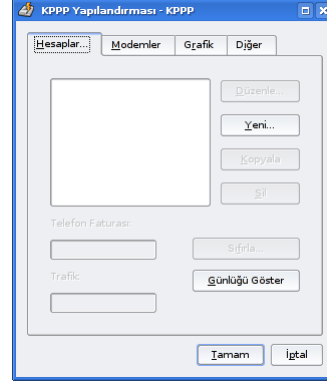 KPPP Yapılandırması - KPPP
Hesaplar... Modemler Grafik Diğer
Düzenle...
Yeni...
Kopyala
Sil
Telefon Faturası:
Sıfırla...
Trafik:
Günlüğü Göster
Tamam İptal